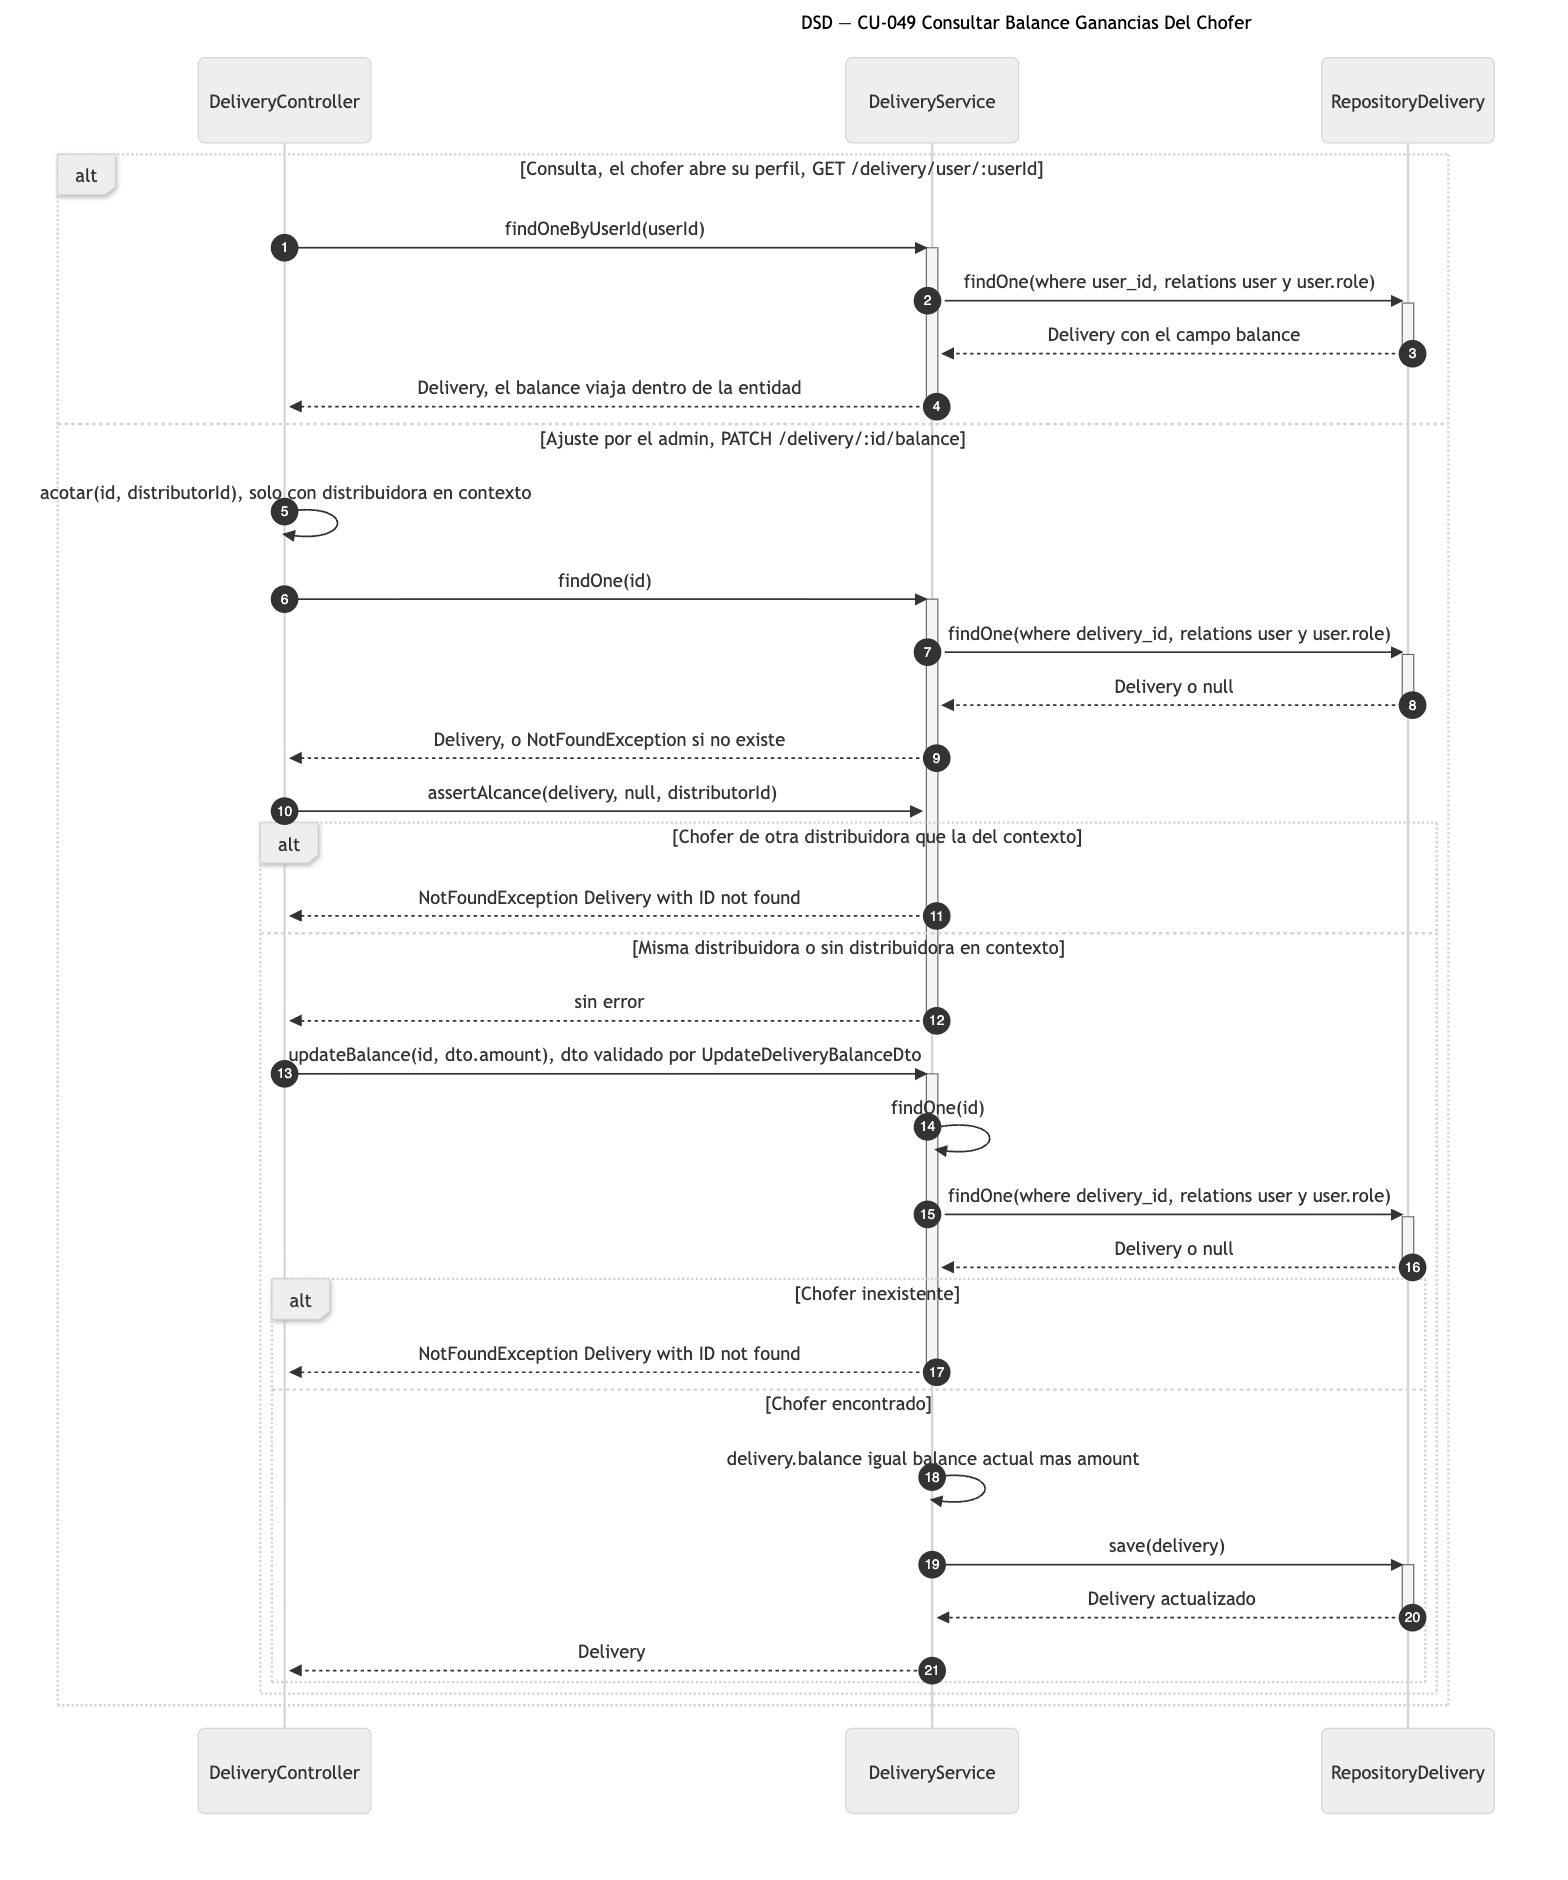 DSD — CU-049 Consultar Balance Ganancias Del Chofer
DeliveryController
DeliveryService
RepositoryDelivery
alt
[Consulta, el chofer abre su perfil, GET /delivery/user/:userId]
findOneByUserId(userId)
1
findOne(where user_id, relations user y user.role)
2
Delivery con el campo balance
3
Delivery, el balance viaja dentro de la entidad
4
[Ajuste por el admin, PATCH /delivery/:id/balance]
acotar(id, distributorId), solo con distribuidora en contexto
5
findOne(id)
6
findOne(where delivery_id, relations user y user.role)
7
Delivery o null
8
Delivery, o NotFoundException si no existe
9
assertAlcance(delivery, null, distributorId)
10
alt
[Chofer de otra distribuidora que la del contexto]
NotFoundException Delivery with ID not found
11
[Misma distribuidora o sin distribuidora en contexto]
sin error
12
updateBalance(id, dto.amount), dto validado por UpdateDeliveryBalanceDto
13
findOne(id)
14
findOne(where delivery_id, relations user y user.role)
15
Delivery o null
16
alt
[Chofer inexistente]
NotFoundException Delivery with ID not found
17
[Chofer encontrado]
delivery.balance igual balance actual mas amount
18
save(delivery)
19
Delivery actualizado
20
Delivery
21
DeliveryController
DeliveryService
RepositoryDelivery